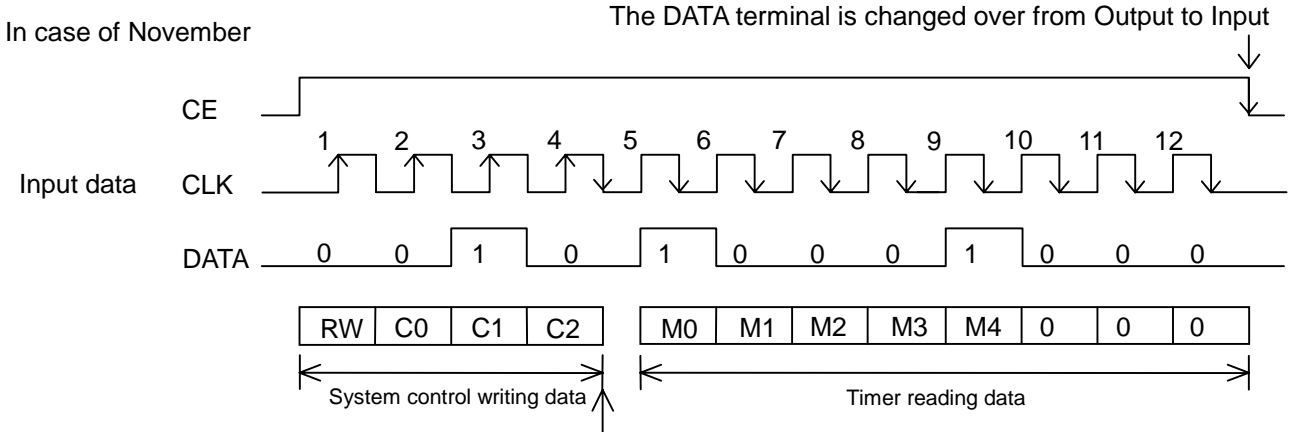 The DATA terminal is changed over from Output to Input
In case of November
CE
1 2 3 4 5 6 7 8 9 10 11 12
Input data CLK
DATA 0 0 1 0 1 0 0 0 1 0 0 0
RW C0 C1 C2 M0 M1 M2 M3 M4 0 0 0
System control writing data Timer reading data